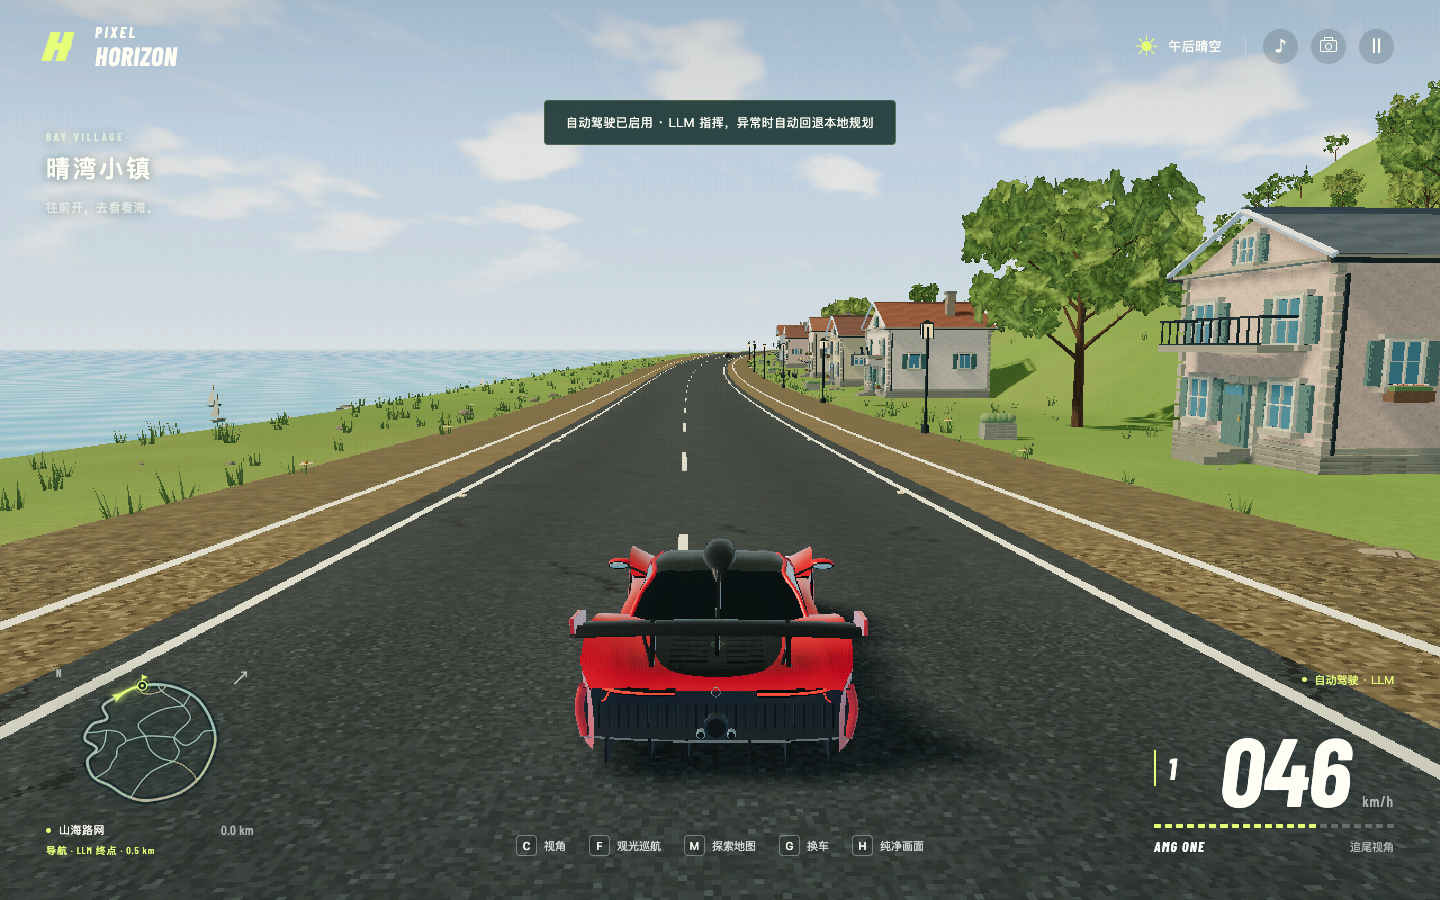 H
PIXEL
HORIZON
午后晴空
自动驾驶已启用 · LLM 指挥，异常时自动回退本地规划
BAY VILLAGE
晴湾小镇
往前开，去看看海。
N
自动驾驶 · LLM
1
046
km/h
AMG ONE
追尾视角
山海路网
0.0 km
导航 · LLM 终点 · 0.5 km
C 视角 F 观光巡航 M 探索地图 G 换车 H 纯净画面